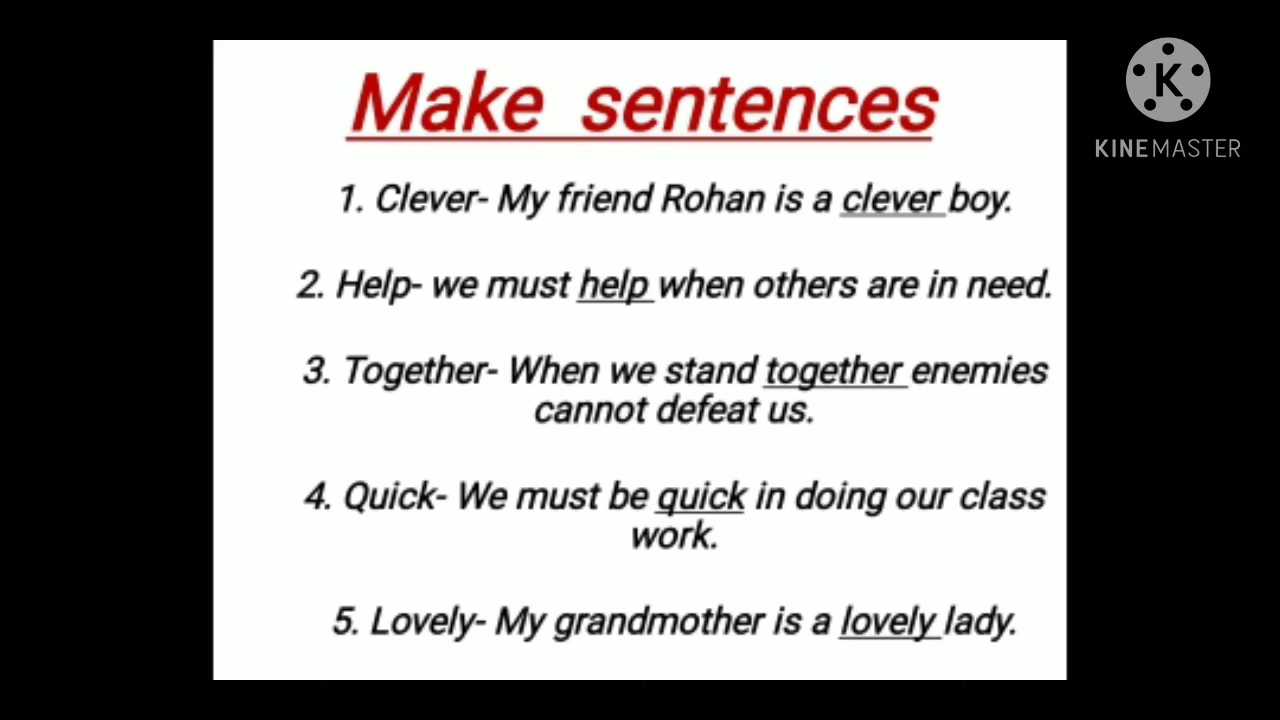 Make sentences
1. Clever- My friend Rohan is a clever boy.
2. Help- we must help when others are in need.
3. Together- When we stand together enemies
cannot defeat us.
4. Quick- We must be quick in doing our class
work.
5. Lovely- My grandmother is a lovely lady.
K
KINEMASTER